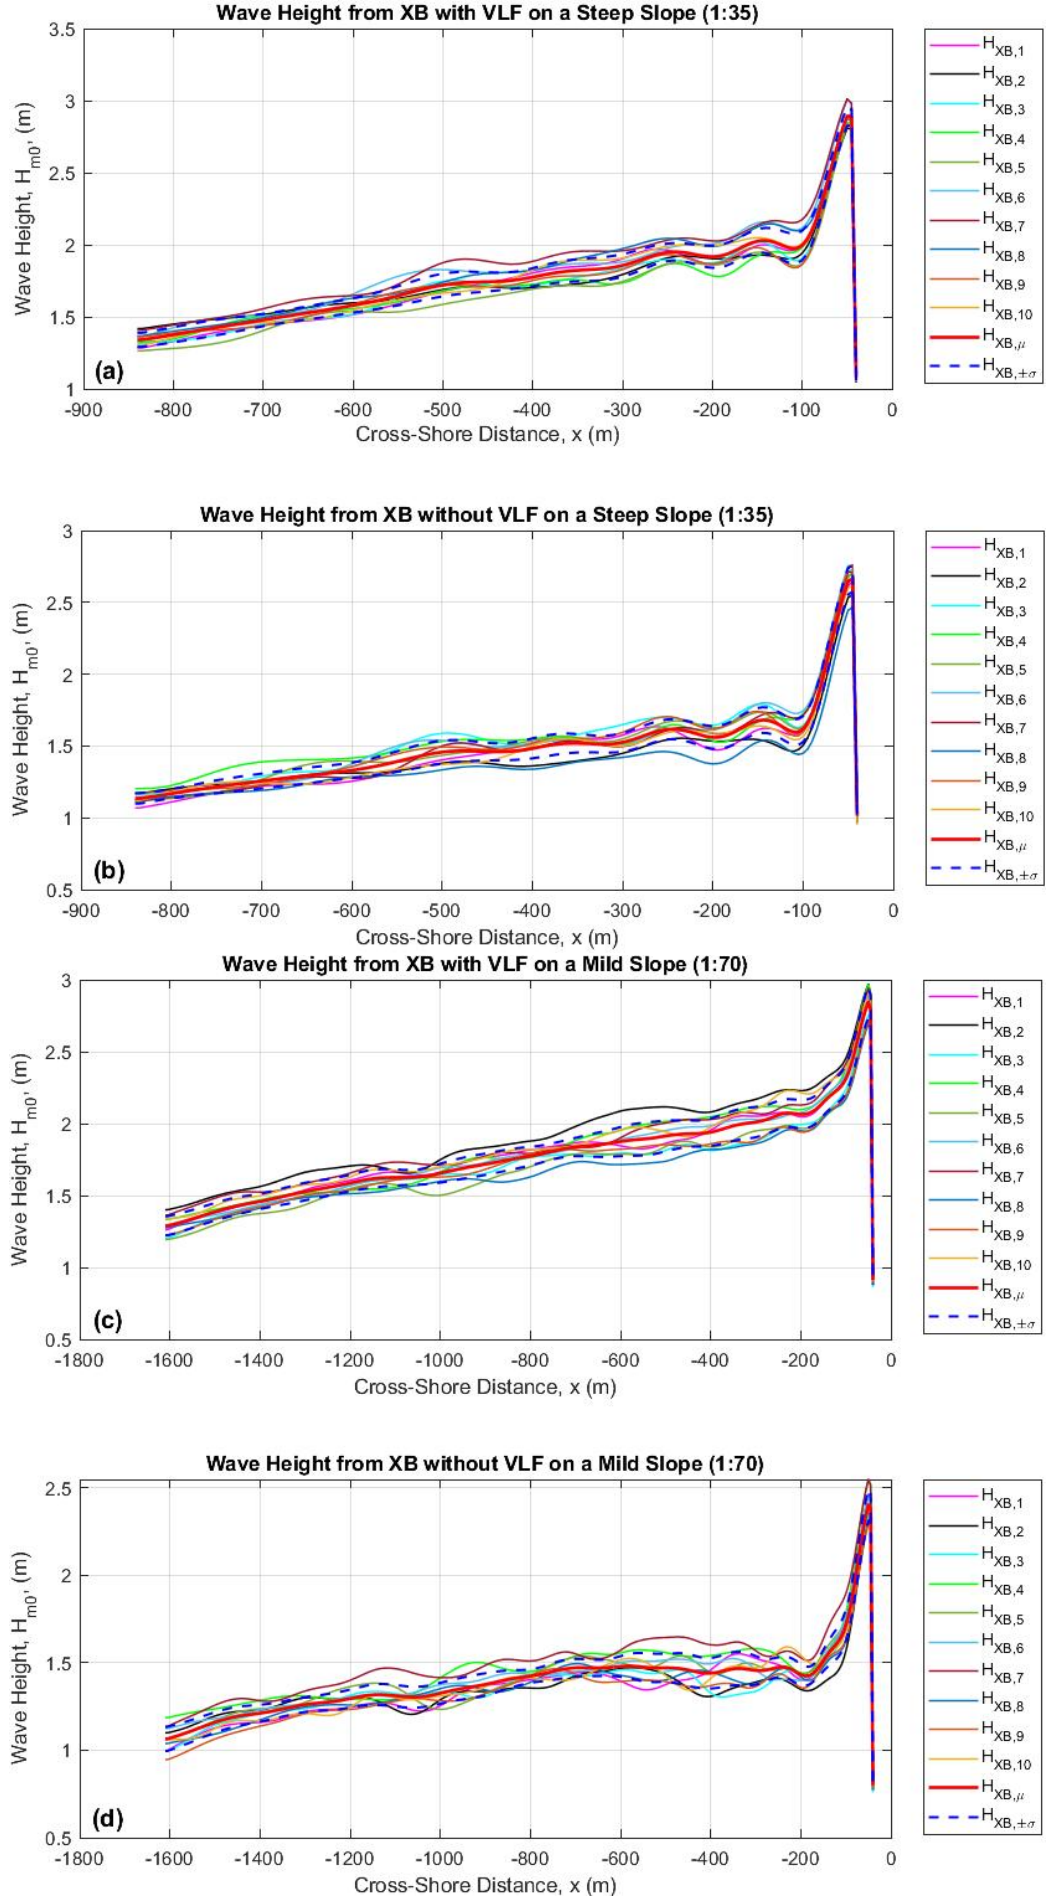 Wave Height from XB with VLF on a Steep Slope (1:35)
3.5
3
2.5
2
1.5
1
Wave Height, H_m0, (m)
(a)
-900 -800 -700 -600 -500 -400 -300 -200 -100 0
Cross-Shore Distance, x (m)
H_XB,1
H_XB,2
H_XB,3
H_XB,4
H_XB,5
H_XB,6
H_XB,7
H_XB,8
H_XB,9
H_XB,10
H_XB,μ
H_XB,±σ
Wave Height from XB without VLF on a Steep Slope (1:35)
3
2.5
2
1.5
1
0.5
Wave Height, H_m0, (m)
(b)
-900 -800 -700 -600 -500 -400 -300 -200 -100 0
Cross-Shore Distance, x (m)
H_XB,1
H_XB,2
H_XB,3
H_XB,4
H_XB,5
H_XB,6
H_XB,7
H_XB,8
H_XB,9
H_XB,10
H_XB,μ
H_XB,±σ
Wave Height from XB with VLF on a Mild Slope (1:70)
3
2.5
2
1.5
1
0.5
Wave Height, H_m0, (m)
(c)
-1800 -1600 -1400 -1200 -1000 -800 -600 -400 -200 0
Cross-Shore Distance, x (m)
H_XB,1
H_XB,2
H_XB,3
H_XB,4
H_XB,5
H_XB,6
H_XB,7
H_XB,8
H_XB,9
H_XB,10
H_XB,μ
H_XB,±σ
Wave Height from XB without VLF on a Mild Slope (1:70)
2.5
2
1.5
1
0.5
Wave Height, H_m0, (m)
(d)
-1800 -1600 -1400 -1200 -1000 -800 -600 -400 -200 0
Cross-Shore Distance, x (m)
H_XB,1
H_XB,2
H_XB,3
H_XB,4
H_XB,5
H_XB,6
H_XB,7
H_XB,8
H_XB,9
H_XB,10
H_XB,μ
H_XB,±σ